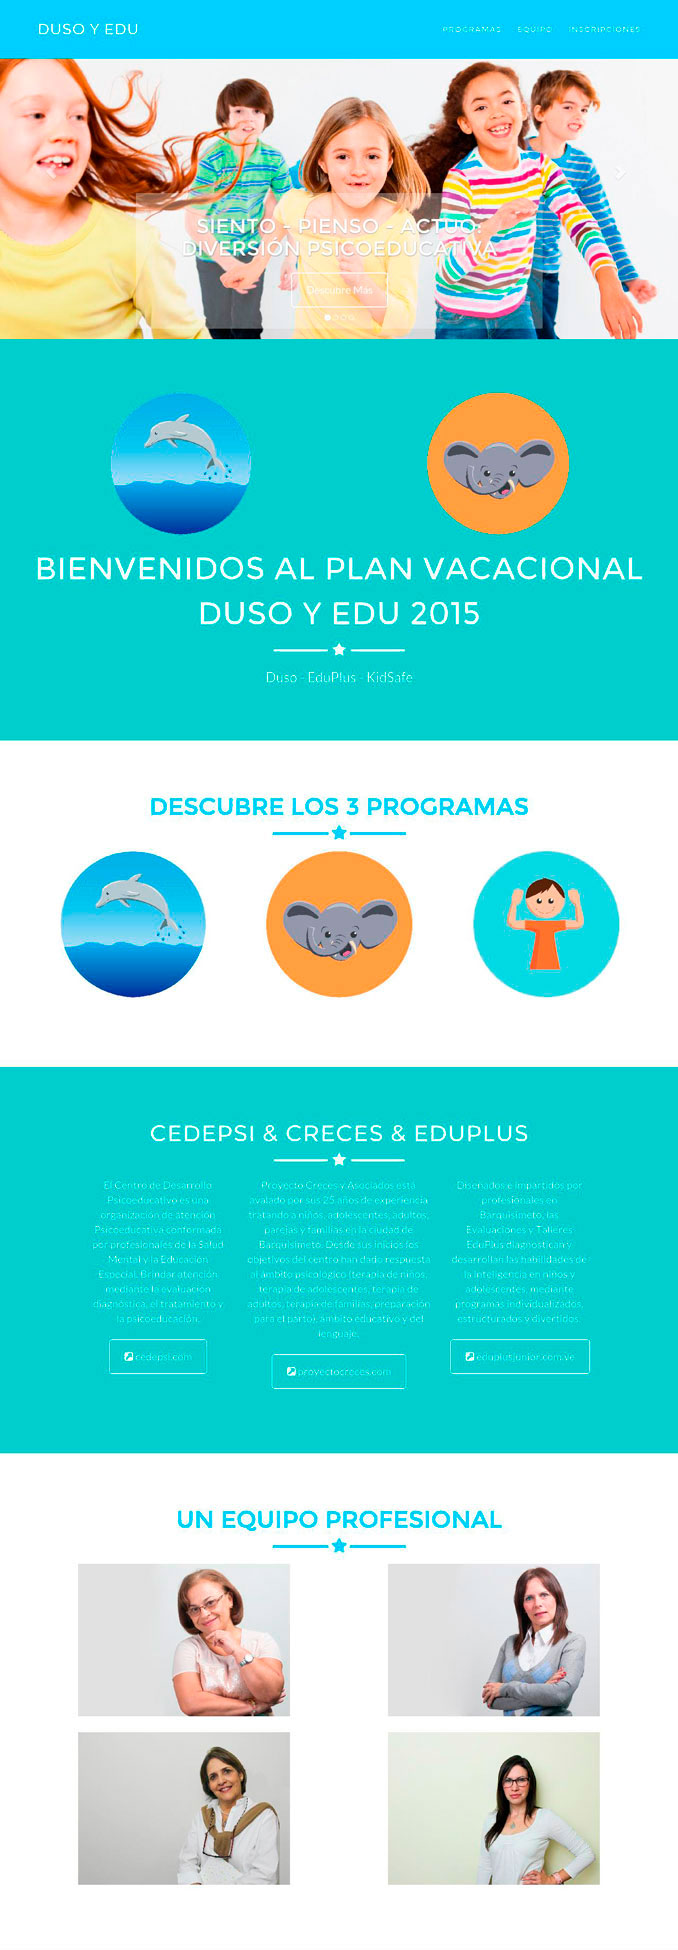 DUSO Y EDU
PROGRAMAS EQUIPO INSCRIPCIONES
SIENTO - PIENSO - ACTUO:
DIVERSIÓN PSICOEDUCATIVA
Descubre Más
BIENVENIDOS AL PLAN VACACIONAL
DUSO Y EDU 2015
Duso - EduPlus - KidSafe
DESCUBRE LOS 3 PROGRAMAS
CEDEPSI & CRECES & EDUPLUS
El Centro de Desarrollo
Psicoeducativo es una
organización de atención
Psicoeducativa conformada
por profesionales de la Salud
Mental y la Educación
Especial. Brindar atención
mediante la evaluación
diagnóstica, el tratamiento y
la psicoeducación.
cedepsi.com
Proyecto Creces y Asociados está
avalado por sus 25 años de experiencia
tratando a niños, adolescentes, adultos,
parejas y familias en la ciudad de
Barquisimeto. Desde sus inicios los
objetivos del centro han dado respuesta
al ámbito psicológico (terapia de niños,
terapia de adolescentes, terapia de
adultos, terapia de familias, preparación
para el parto), ámbito educativo y del
lenguaje.
proyectocreces.com
Diseñados e impartidos por
profesionales en
Barquisimeto, las
Evaluaciones y Talleres
EduPlus diagnostican y
desarrollan las habilidades de
la Inteligencia en niños y
adolescentes, mediante
programas individualizados,
estructurados y divertidos.
eduplusjunior.com.ve
UN EQUIPO PROFESIONAL